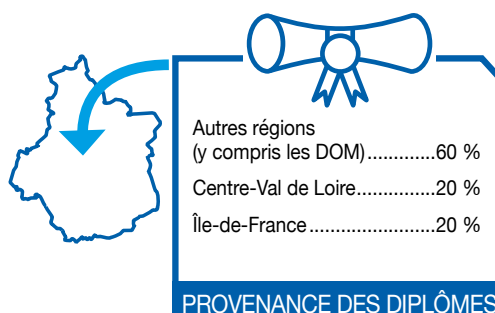 Autres régions
(y compris les DOM).............60 %
Centre-Val de Loire...............20 %
Île-de-France........................20 %
PROVENANCE DES DIPLÔMES